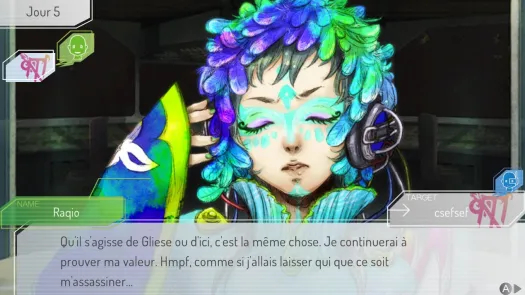 Jour 5
NAME
Raqio
TARGET
csefsef
Qu'il s'agisse de Gliese ou d'ici, c'est la même chose. Je continuerai à
prouver ma valeur. Hmpf, comme si j'allais laisser qui que ce soit
m'assassiner...
A